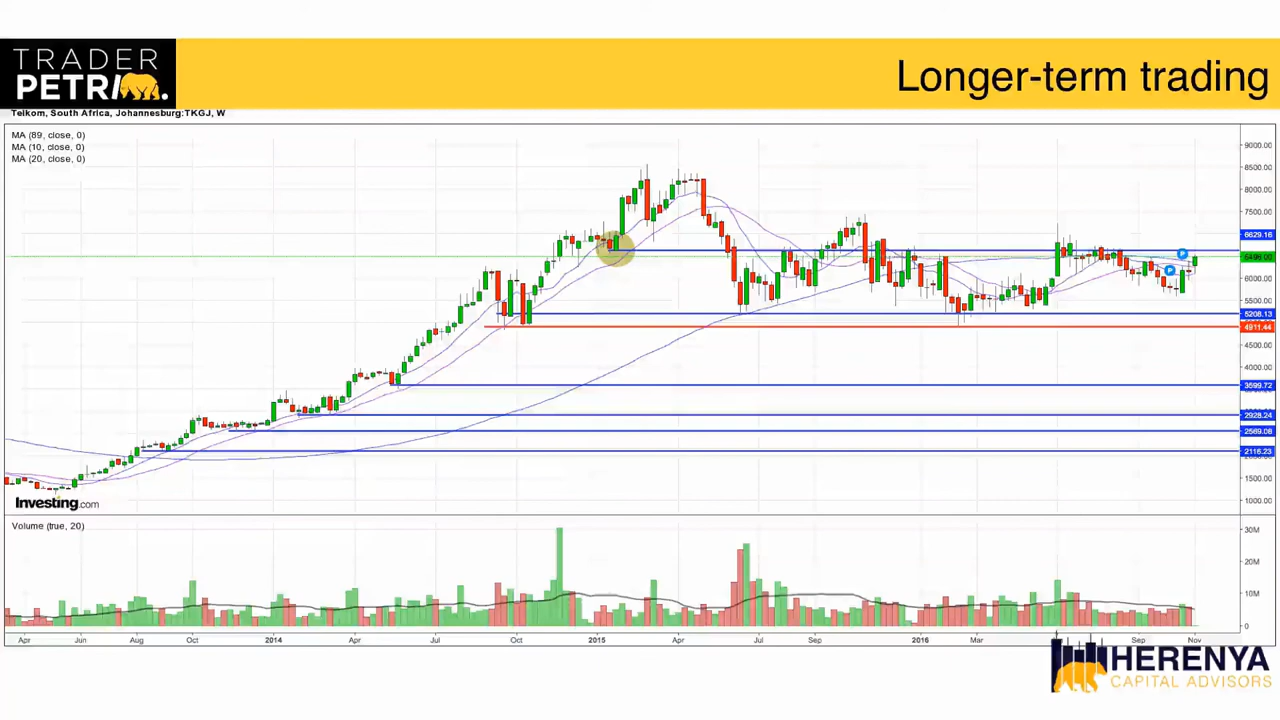 TRADER
PETRI.
Longer-term trading
Telkom, South Africa, Johannesburg:TKGJ, W
MA (89, close, 0)
MA (10, close, 0)
MA (20, close, 0)
9000.00
8500.00
8000.00
7500.00
6629.16
6496.00
6000.00
5500.00
5208.13
4911.44
4500.00
4000.00
3599.72
2928.24
2569.08
2116.23
1500.00
1000.00
Investing.com
Volume (true, 20)
30M
20M
10M
0
Apr Jun Aug Oct 2014 Apr Jul Oct 2015 Apr Jul Sep 2016 Mar Sep Nov
P
P
HERENYA
CAPITAL ADVISORS